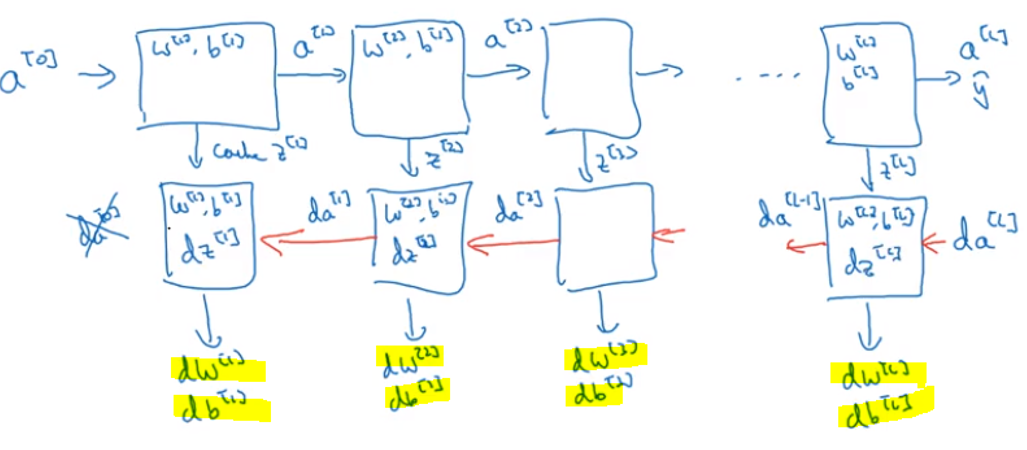 a^[0]
w^[1], b^[1]
a^[1]
w^[2], b^[2]
a^[2]
....
w^[L]
b^[L]
a^[L]
ŷ
cache z^[1]
z^[2]
z^[3]
z^[L]
da^[0]
w^[1], b^[1]
dz^[1]
da^[1]
w^[2], b^[2]
dz^[2]
da^[2]
da^[L-1]
w^[L], b^[L]
dz^[L]
da^[L]
dw^[1]
db^[1]
dw^[2]
db^[2]
dw^[3]
db^[3]
dw^[L]
db^[L]